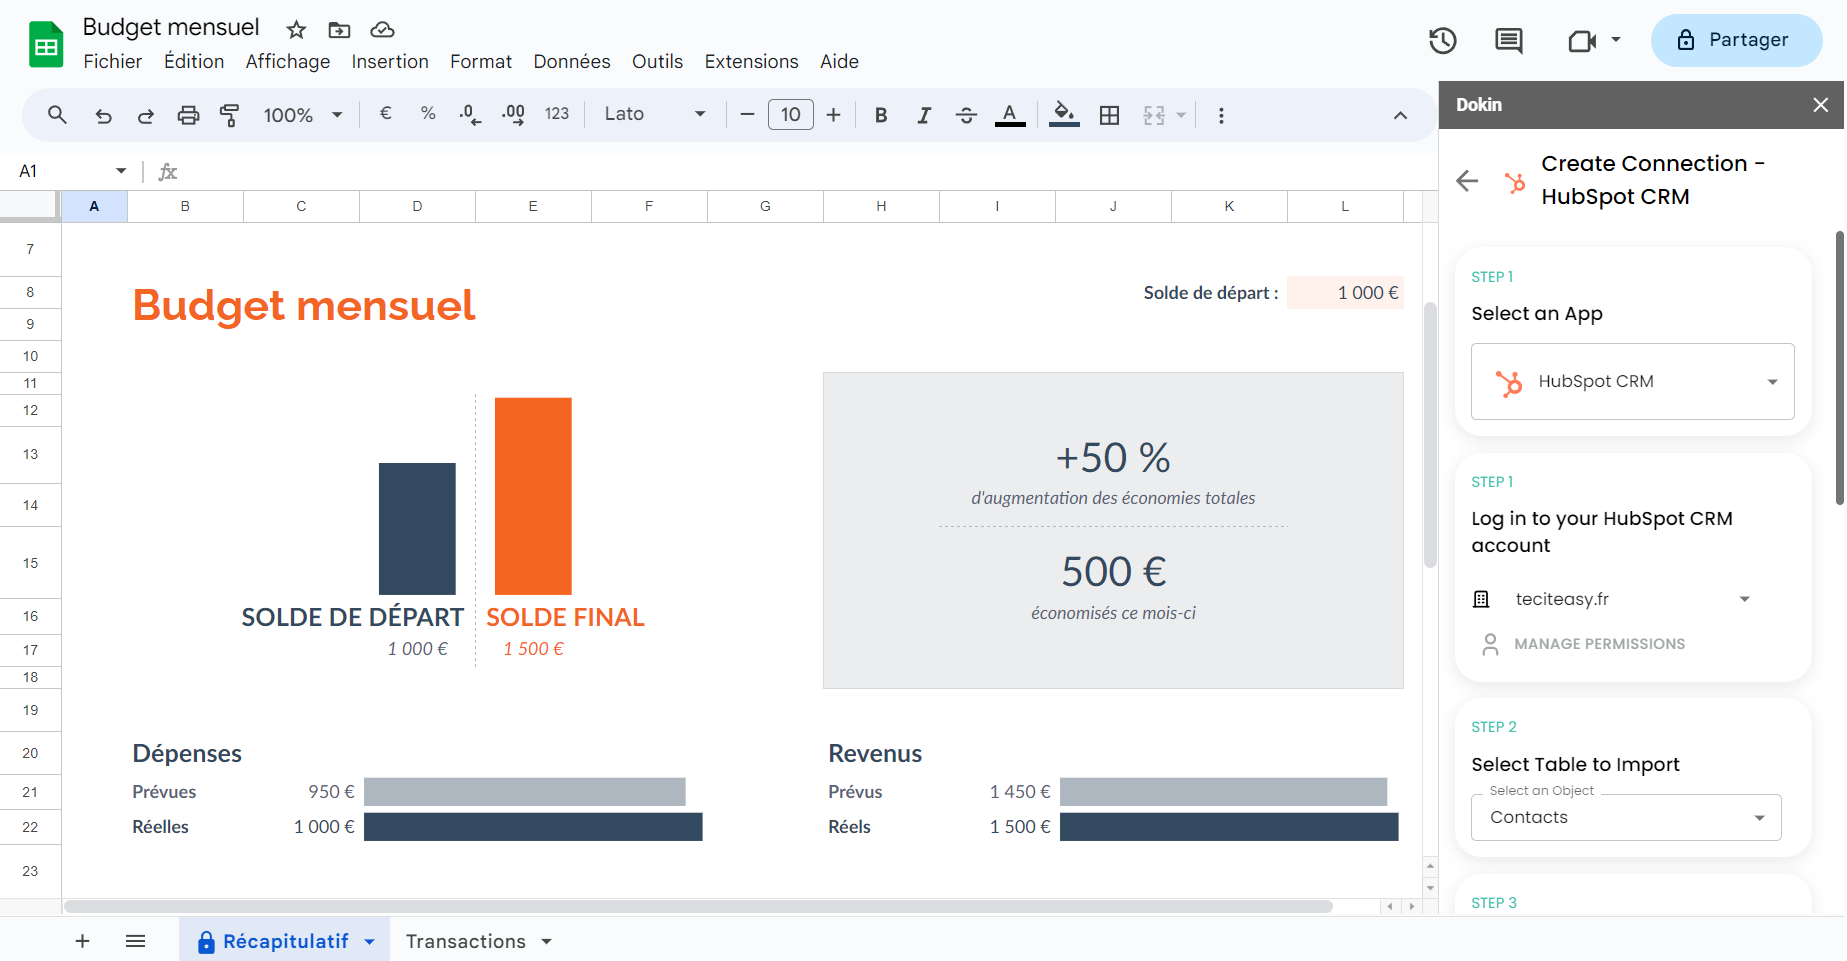 Budget mensuel
Fichier Édition Affichage Insertion Format Données Outils Extensions Aide
Partager
100% € % .0 .00 123 Lato 10 B I A
A1 fx
A B C D E F G H I J K L
7
8
9
10
11
12
13
14
15
16
17
18
19
20
21
22
23
Budget mensuel
Solde de départ : 1 000 €
SOLDE DE DÉPART
1 000 €
SOLDE FINAL
1 500 €
+50 %
d'augmentation des économies totales
500 €
économisés ce mois-ci
Dépenses
Prévues 950 €
Réelles 1 000 €
Revenus
Prévus 1 450 €
Réels 1 500 €
Récapitulatif Transactions
Dokin
Create Connection -
HubSpot CRM
STEP 1
Select an App
HubSpot CRM
STEP 1
Log in to your HubSpot CRM
account
teciteasy.fr
MANAGE PERMISSIONS
STEP 2
Select Table to Import
Select an Object
Contacts
STEP 3